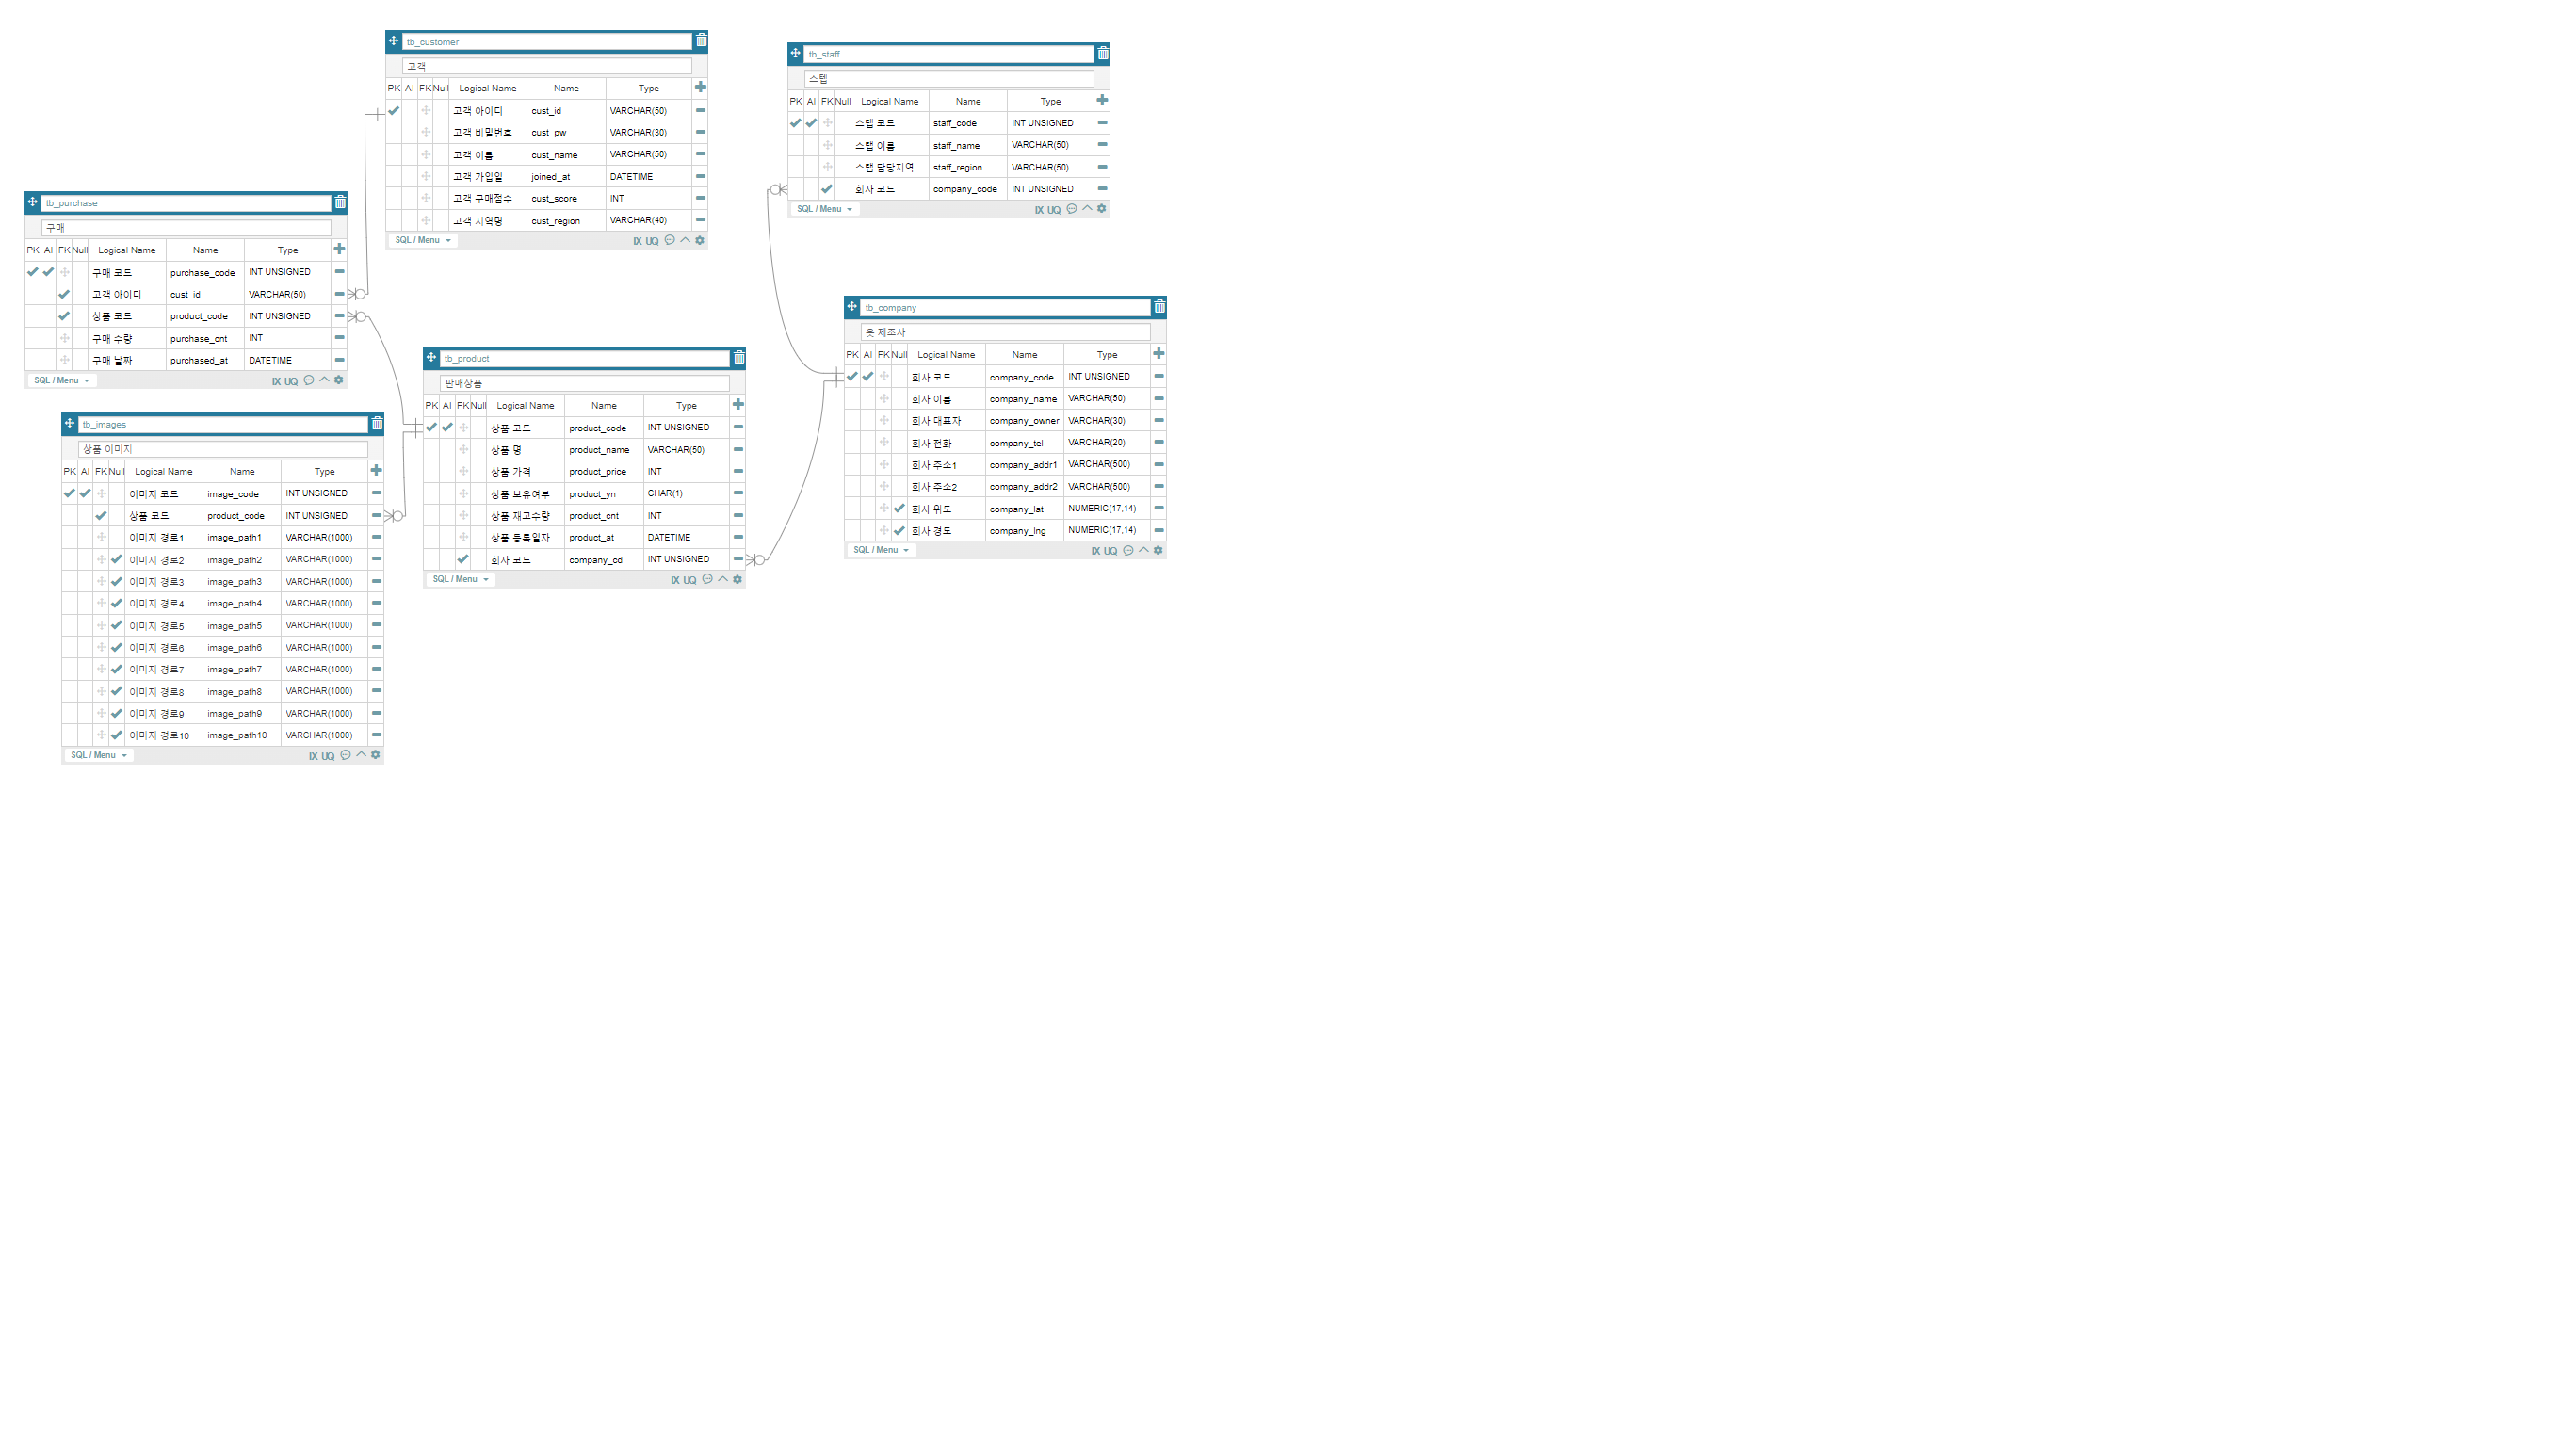 tb_customer
고객
PK AI FK Null Logical Name Name Type
고객 아이디 cust_id VARCHAR(50)
고객 비밀번호 cust_pw VARCHAR(30)
고객 이름 cust_name VARCHAR(50)
고객 가입일 joined_at DATETIME
고객 구매점수 cust_score INT
고객 지역명 cust_region VARCHAR(40)
SQL / Menu IX UQ
tb_staff
스텝
PK AI FK Null Logical Name Name Type
스탭 코드 staff_code INT UNSIGNED
스탭 이름 staff_name VARCHAR(50)
스탭 담당지역 staff_region VARCHAR(50)
회사 코드 company_code INT UNSIGNED
SQL / Menu IX UQ
tb_purchase
구매
PK AI FK Null Logical Name Name Type
구매 코드 purchase_code INT UNSIGNED
고객 아이디 cust_id VARCHAR(50)
상품 코드 product_code INT UNSIGNED
구매 수량 purchase_cnt INT
구매 날짜 purchased_at DATETIME
SQL / Menu IX UQ
tb_company
옷 제조사
PK AI FK Null Logical Name Name Type
회사 코드 company_code INT UNSIGNED
회사 이름 company_name VARCHAR(50)
회사 대표자 company_owner VARCHAR(30)
회사 전화 company_tel VARCHAR(20)
회사 주소1 company_addr1 VARCHAR(500)
회사 주소2 company_addr2 VARCHAR(500)
회사 위도 company_lat NUMERIC(17,14)
회사 경도 company_lng NUMERIC(17,14)
SQL / Menu IX UQ
tb_product
판매상품
PK AI FK Null Logical Name Name Type
상품 코드 product_code INT UNSIGNED
상품 명 product_name VARCHAR(50)
상품 가격 product_price INT
상품 보유여부 product_yn CHAR(1)
상품 재고수량 product_cnt INT
상품 등록일자 product_at DATETIME
회사 코드 company_cd INT UNSIGNED
SQL / Menu IX UQ
tb_images
상품 이미지
PK AI FK Null Logical Name Name Type
이미지 코드 image_code INT UNSIGNED
상품 코드 product_code INT UNSIGNED
이미지 경로1 image_path1 VARCHAR(1000)
이미지 경로2 image_path2 VARCHAR(1000)
이미지 경로3 image_path3 VARCHAR(1000)
이미지 경로4 image_path4 VARCHAR(1000)
이미지 경로5 image_path5 VARCHAR(1000)
이미지 경로6 image_path6 VARCHAR(1000)
이미지 경로7 image_path7 VARCHAR(1000)
이미지 경로8 image_path8 VARCHAR(1000)
이미지 경로9 image_path9 VARCHAR(1000)
이미지 경로10 image_path10 VARCHAR(1000)
SQL / Menu IX UQ